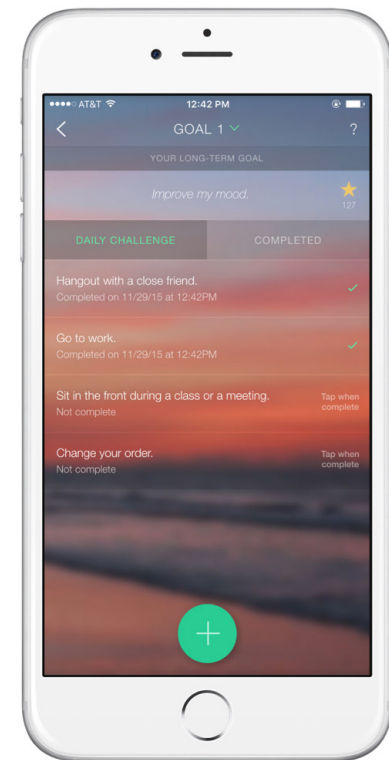 AT&T 12:42 PM
GOAL 1
?
YOUR LONG-TERM GOAL
Improve my mood.
127
DAILY CHALLENGE COMPLETED
Hangout with a close friend.
Completed on 11/29/15 at 12:42PM
Go to work.
Completed on 11/29/15 at 12:42PM
Sit in the front during a class or a meeting.
Not complete
Tap when
complete
Change your order.
Not complete
Tap when
complete